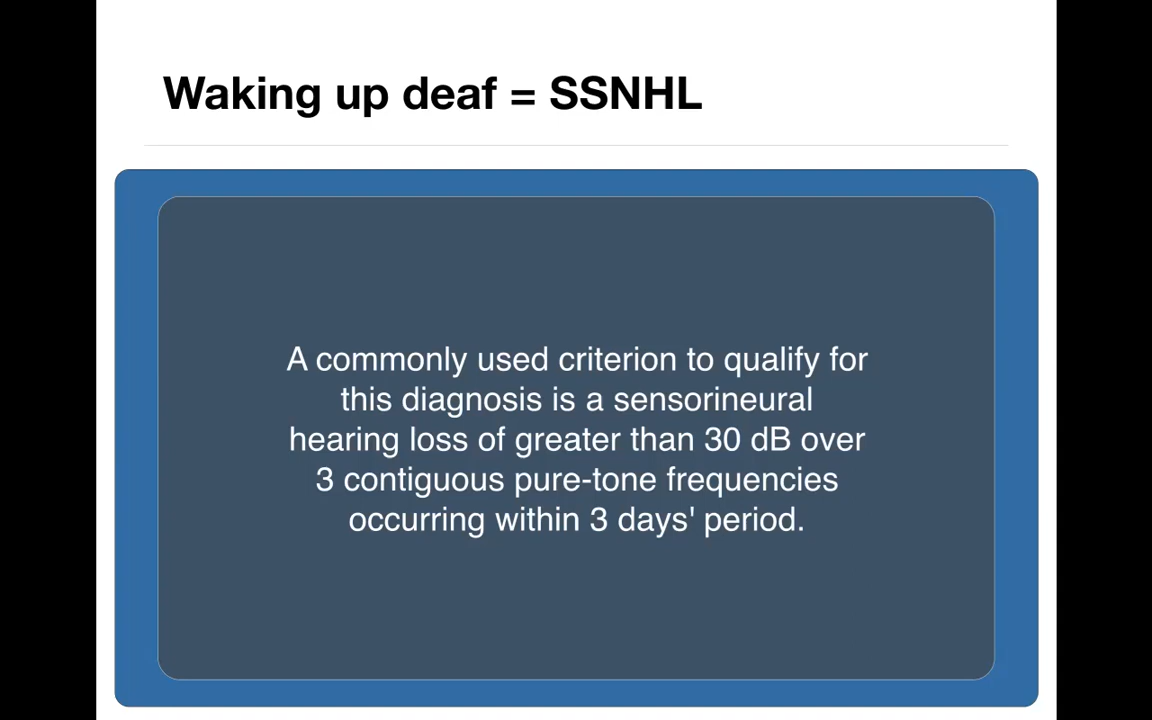 Waking up deaf = SSNHL
A commonly used criterion to qualify for
this diagnosis is a sensorineural
hearing loss of greater than 30 dB over
3 contiguous pure-tone frequencies
occurring within 3 days' period.